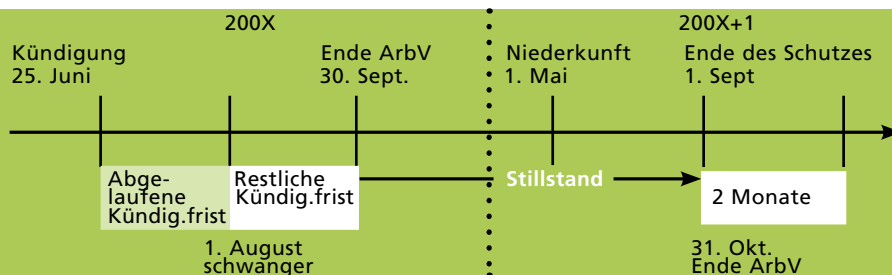 200X
200X+1
Kündigung
25. Juni
Ende ArbV
30. Sept.
Niederkunft
1. Mai
Ende des Schutzes
1. Sept
Abge-
laufene
Kündig.frist
Restliche
Kündig.frist
Stillstand
2 Monate
1. August
schwanger
31. Okt.
Ende ArbV